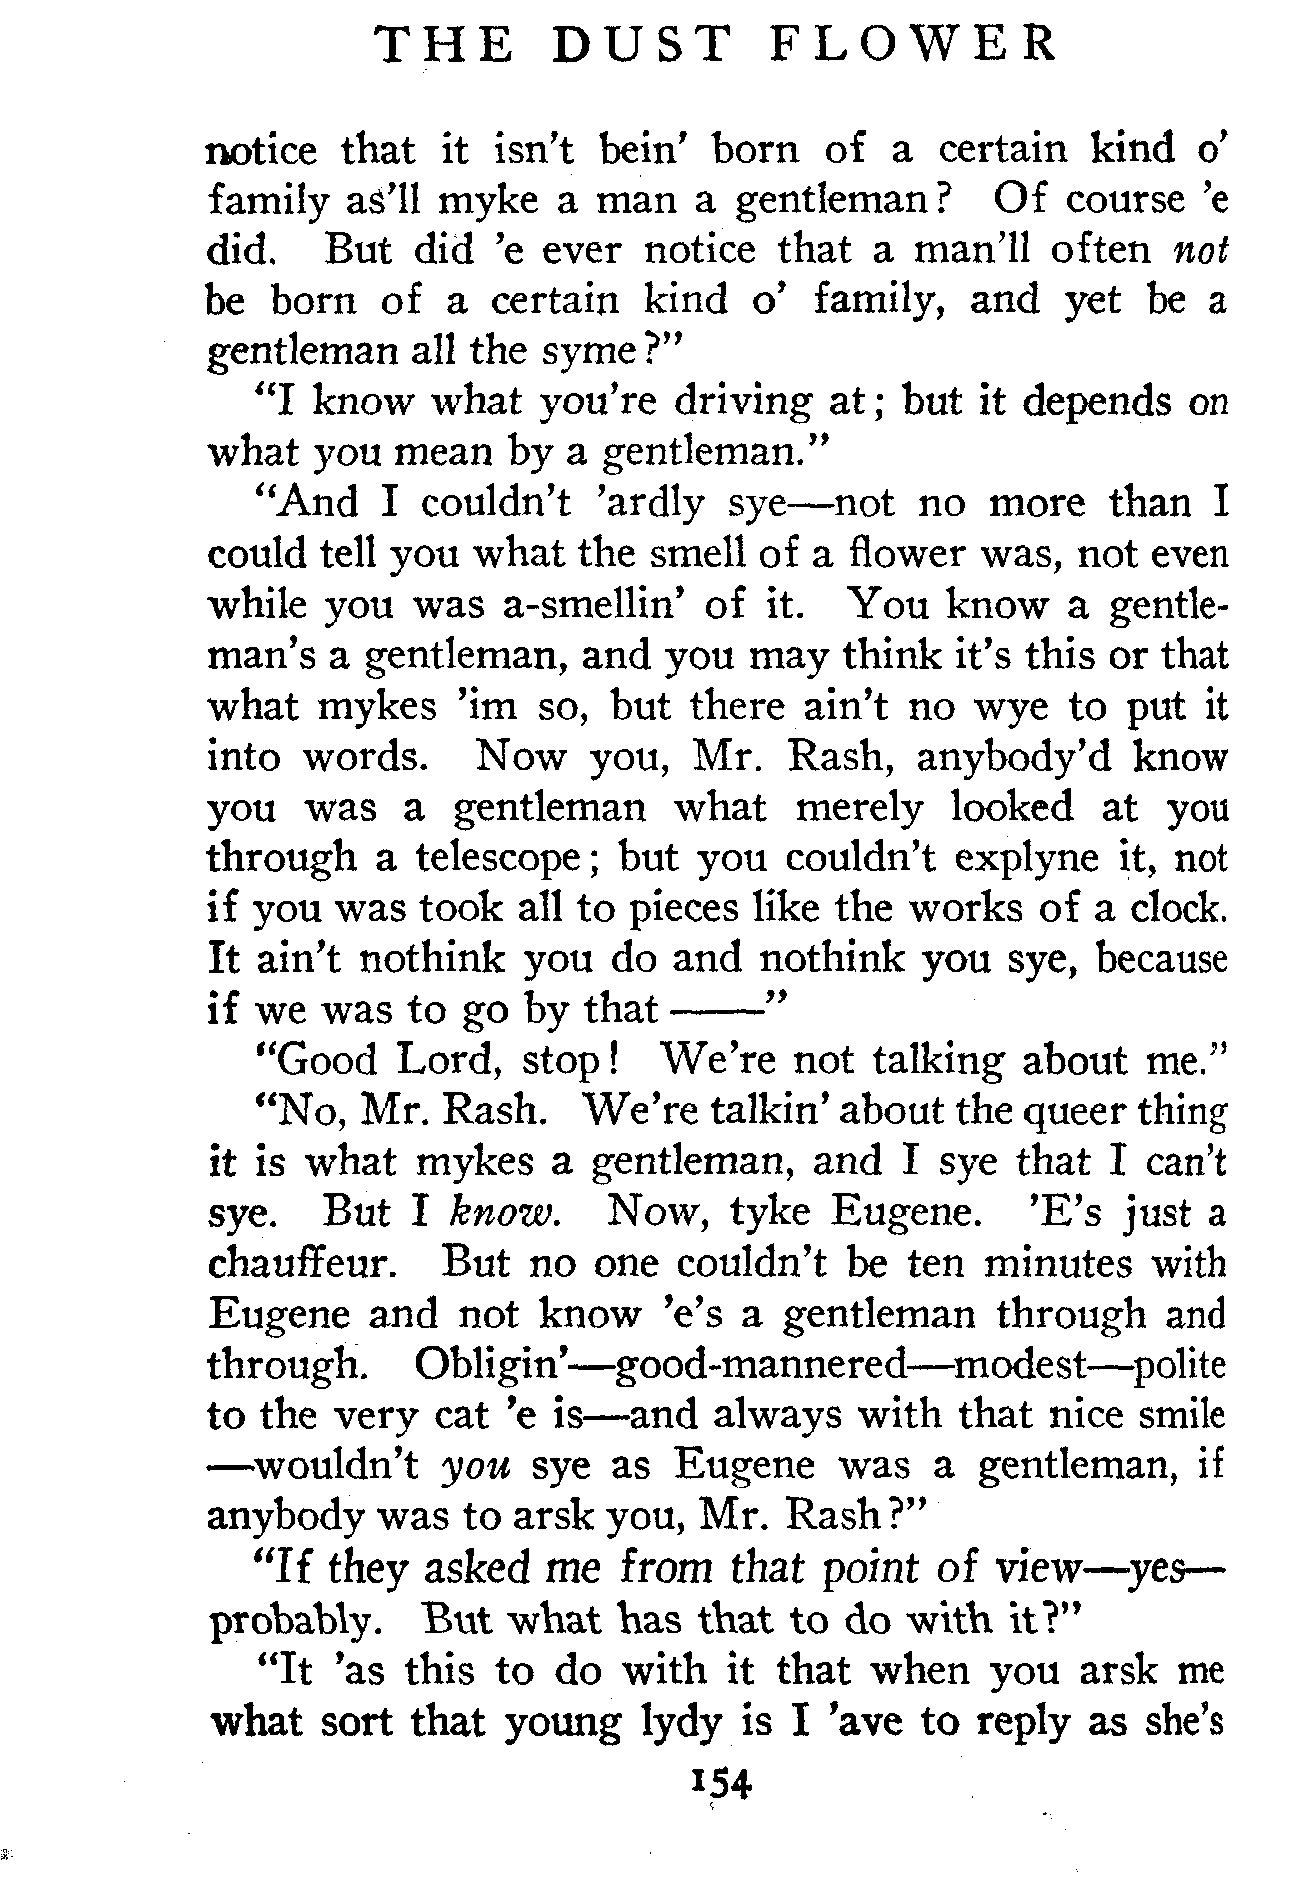 THE DUST FLOWER
notice that it isn't bein' born of a certain kind o'
family as'll myke a man a gentleman? Of course 'e
did. But did 'e ever notice that a man'll often not
be born of a certain kind o' family, and yet be a
gentleman all the syme?"
"I know what you're driving at; but it depends on
what you mean by a gentleman."
"And I couldn't 'ardly sye—not no more than I
could tell you what the smell of a flower was, not even
while you was a-smellin' of it. You know a gentle-
man's a gentleman, and you may think it's this or that
what mykes 'im so, but there ain't no wye to put it
into words. Now you, Mr. Rash, anybody'd know
you was a gentleman what merely looked at you
through a telescope; but you couldn't explyne it, not
if you was took all to pieces like the works of a clock.
It ain't nothink you do and nothink you sye, because
if we was to go by that ——"
"Good Lord, stop! We're not talking about me."
"No, Mr. Rash. We're talkin' about the queer thing
it is what mykes a gentleman, and I sye that I can't
sye. But I know. Now, tyke Eugene. 'E's just a
chauffeur. But no one couldn't be ten minutes with
Eugene and not know 'e's a gentleman through and
through. Obligin'—good-mannered—modest—polite
to the very cat 'e is—and always with that nice smile
—wouldn't you sye as Eugene was a gentleman, if
anybody was to arsk you, Mr. Rash?"
"If they asked me from that point of view—yes—
probably. But what has that to do with it?"
"It 'as this to do with it that when you arsk me
what sort that young lydy is I 'ave to reply as she's
154